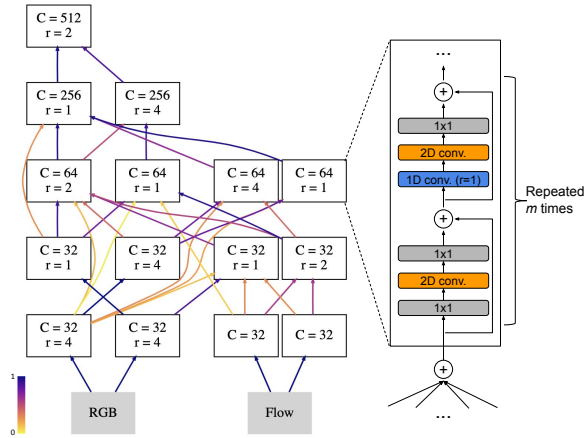 C = 512
r = 2
C = 256
r = 1
C = 256
r = 4
C = 64
r = 2
C = 64
r = 1
C = 64
r = 4
C = 64
r = 1
C = 32
r = 1
C = 32
r = 4
C = 32
r = 1
C = 32
r = 2
C = 32
r = 4
C = 32
r = 4
C = 32
C = 32
RGB
Flow
1
0
...
+
1x1
2D conv.
1D conv. (r=1)
+
1x1
2D conv.
1x1
+
...
Repeated
m times